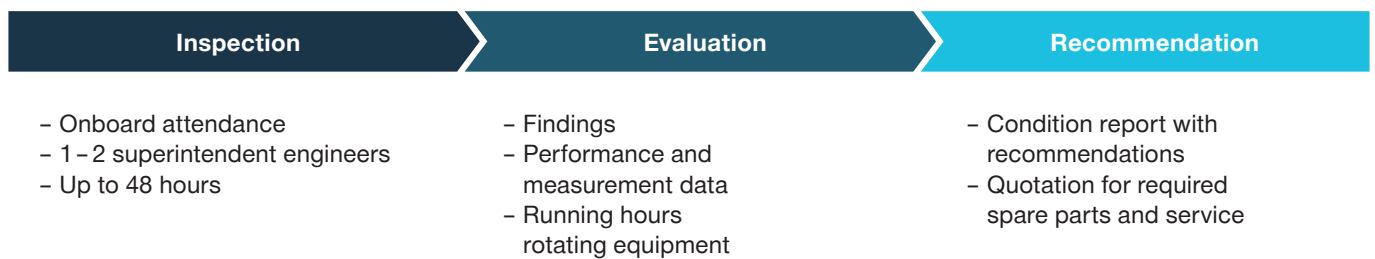 Inspection
Evaluation
Recommendation
– Onboard attendance
– 1 – 2 superintendent engineers
– Up to 48 hours
– Findings
– Performance and
measurement data
– Running hours
rotating equipment
– Condition report with
recommendations
– Quotation for required
spare parts and service